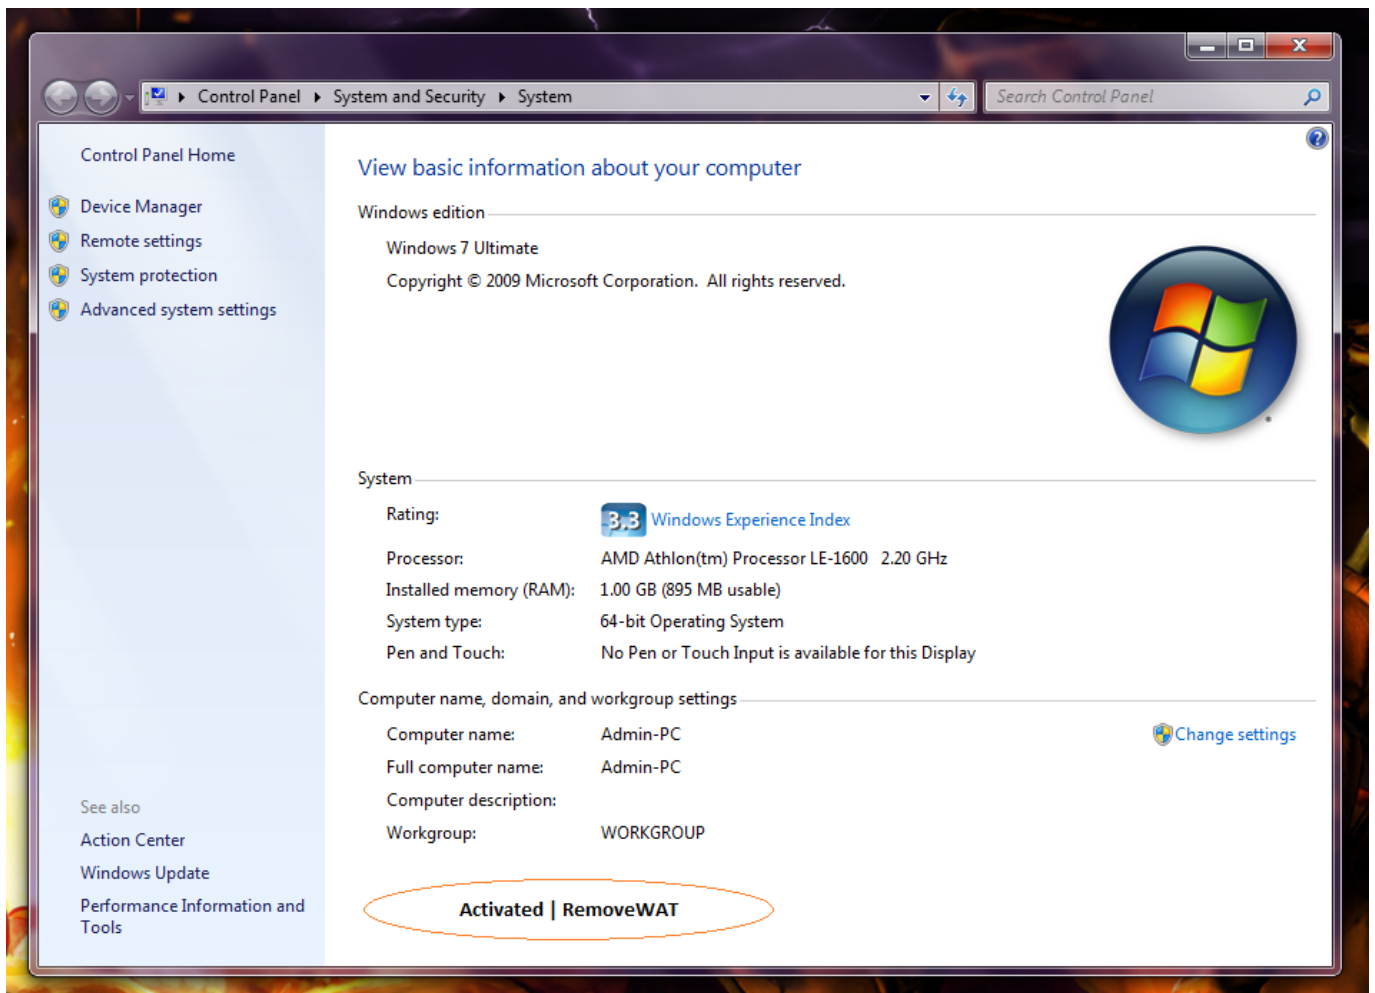 Control Panel ▸ System and Security ▸ System
Search Control Panel
Control Panel Home
Device Manager
Remote settings
System protection
Advanced system settings
See also
Action Center
Windows Update
Performance Information and
Tools
View basic information about your computer
Windows edition
Windows 7 Ultimate
Copyright © 2009 Microsoft Corporation. All rights reserved.
System
Rating: 3,3 Windows Experience Index
Processor: AMD Athlon(tm) Processor LE-1600 2.20 GHz
Installed memory (RAM): 1.00 GB (895 MB usable)
System type: 64-bit Operating System
Pen and Touch: No Pen or Touch Input is available for this Display
Computer name, domain, and workgroup settings
Computer name: Admin-PC Change settings
Full computer name: Admin-PC
Computer description:
Workgroup: WORKGROUP
Activated | RemoveWAT